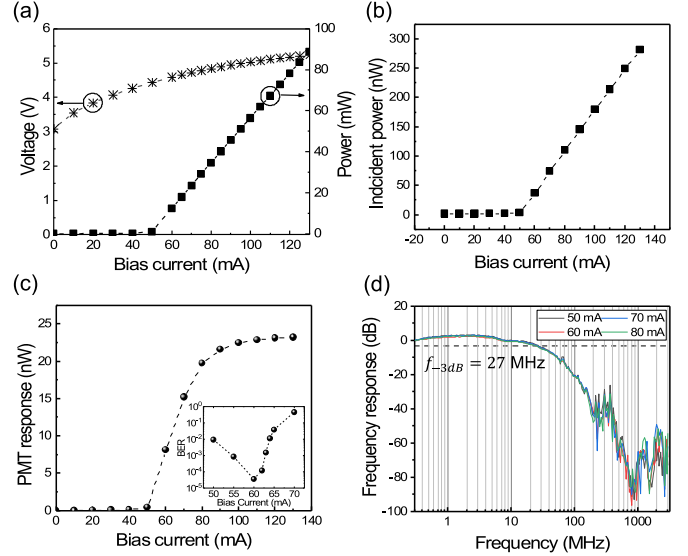 (a)
6
5
4
3
2
1
0
Voltage (V)
100
80
60
40
20
0
Power (mW)
0 20 40 60 80 100 120
Bias current (mA)
(b)
300
250
200
150
100
50
0
Indcident power (nW)
-20 0 20 40 60 80 100 120 140
Bias current (mA)
(c)
30
25
20
15
10
5
0
PMT response (nW)
0 20 40 60 80 100 120 140
Bias current (mA)
10^0
10^-1
10^-2
10^-3
10^-4
10^-5
BER
50 55 60 65 70
Bias Current (mA)
(d)
20
0
-20
-40
-60
-80
-100
Frequency response (dB)
50 mA 70 mA
60 mA 80 mA
f_{-3dB} = 27 MHz
1 10 100 1000
Frequency (MHz)